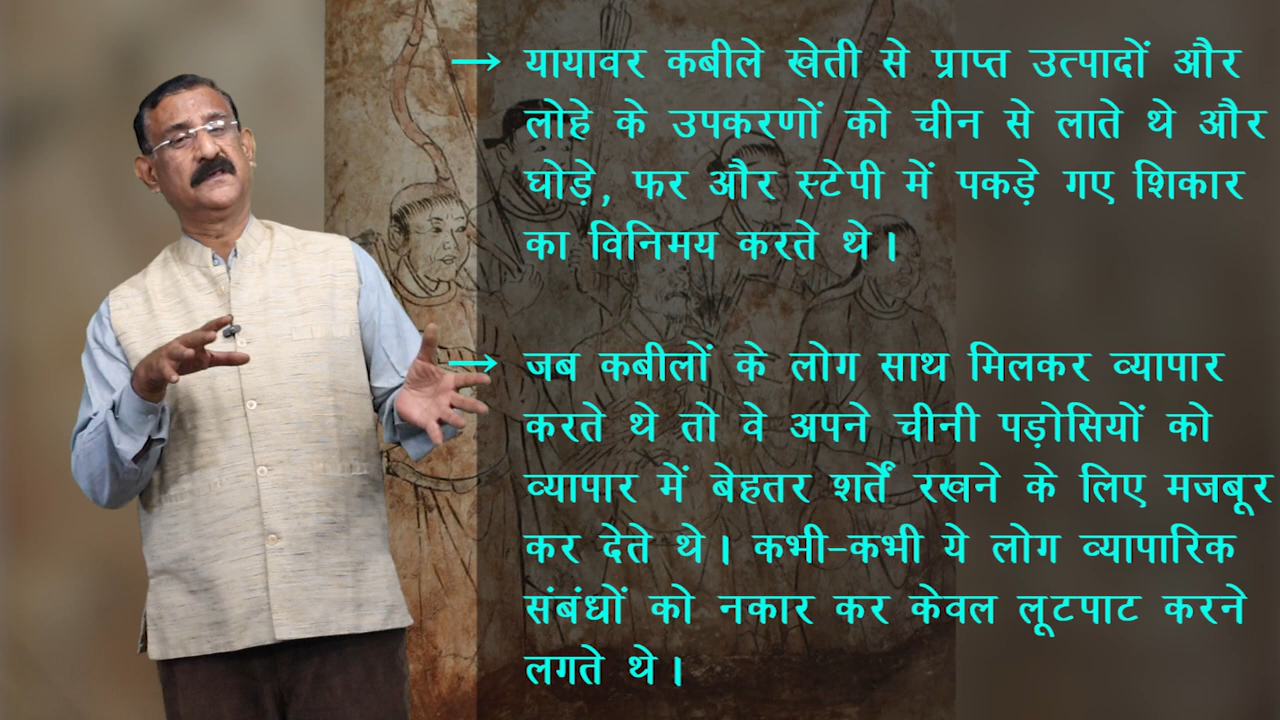 → यायावर कबीले खेती से प्राप्त उत्पादों और
लोहे के उपकरणों को चीन से लाते थे और
घोड़े, फर और स्टेपी में पकड़े गए शिकार
का विनिमय करते थे।
→ जब कबीलों के लोग साथ मिलकर व्यापार
करते थे तो वे अपने चीनी पड़ोसियों को
व्यापार में बेहतर शर्तें रखने के लिए मजबूर
कर देते थे। कभी-कभी ये लोग व्यापारिक
संबंधों को नकार कर केवल लूटपाट करने
लगते थे।